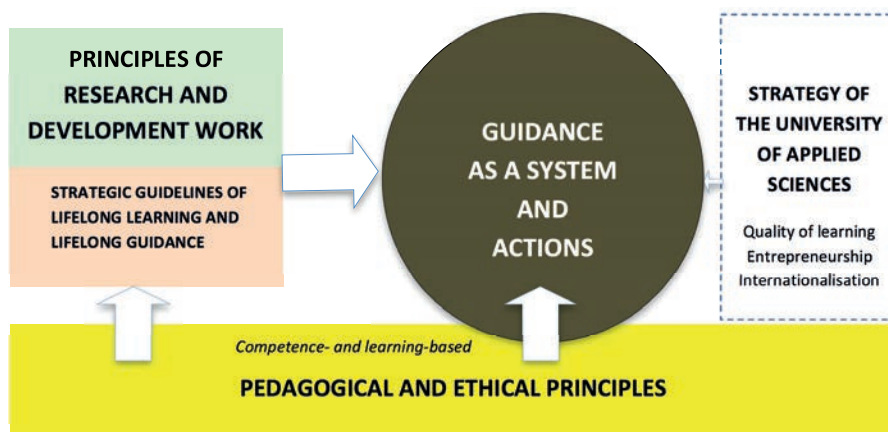 PRINCIPLES OF
RESEARCH AND
DEVELOPMENT WORK
STRATEGIC GUIDELINES OF
LIFELONG LEARNING AND
LIFELONG GUIDANCE
GUIDANCE
AS A SYSTEM
AND
ACTIONS
STRATEGY OF
THE UNIVERSITY
OF APPLIED
SCIENCES
Quality of learning
Entrepreneurship
Internationalisation
Competence- and learning-based
PEDAGOGICAL AND ETHICAL PRINCIPLES